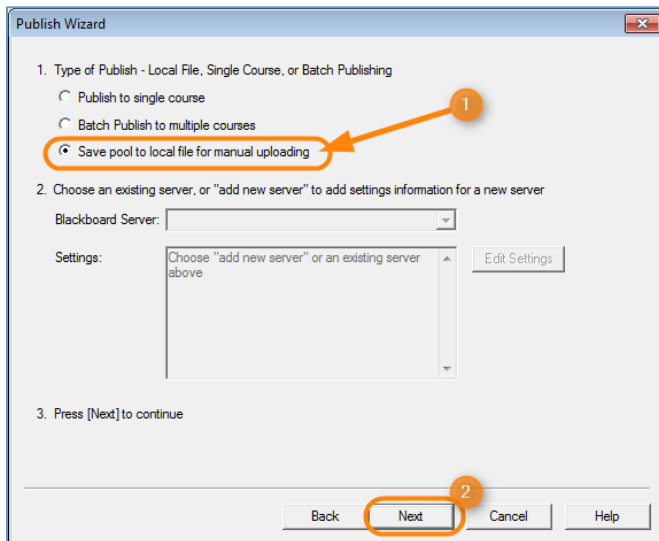 Publish Wizard
1. Type of Publish - Local File, Single Course, or Batch Publishing
Publish to single course
Batch Publish to multiple courses
1
Save pool to local file for manual uploading
2. Choose an existing server, or "add new server" to add settings information for a new server
Blackboard Server:
Settings:
Choose "add new server" or an existing server
above
Edit Settings
3. Press [Next] to continue
2
Back
Next
Cancel
Help